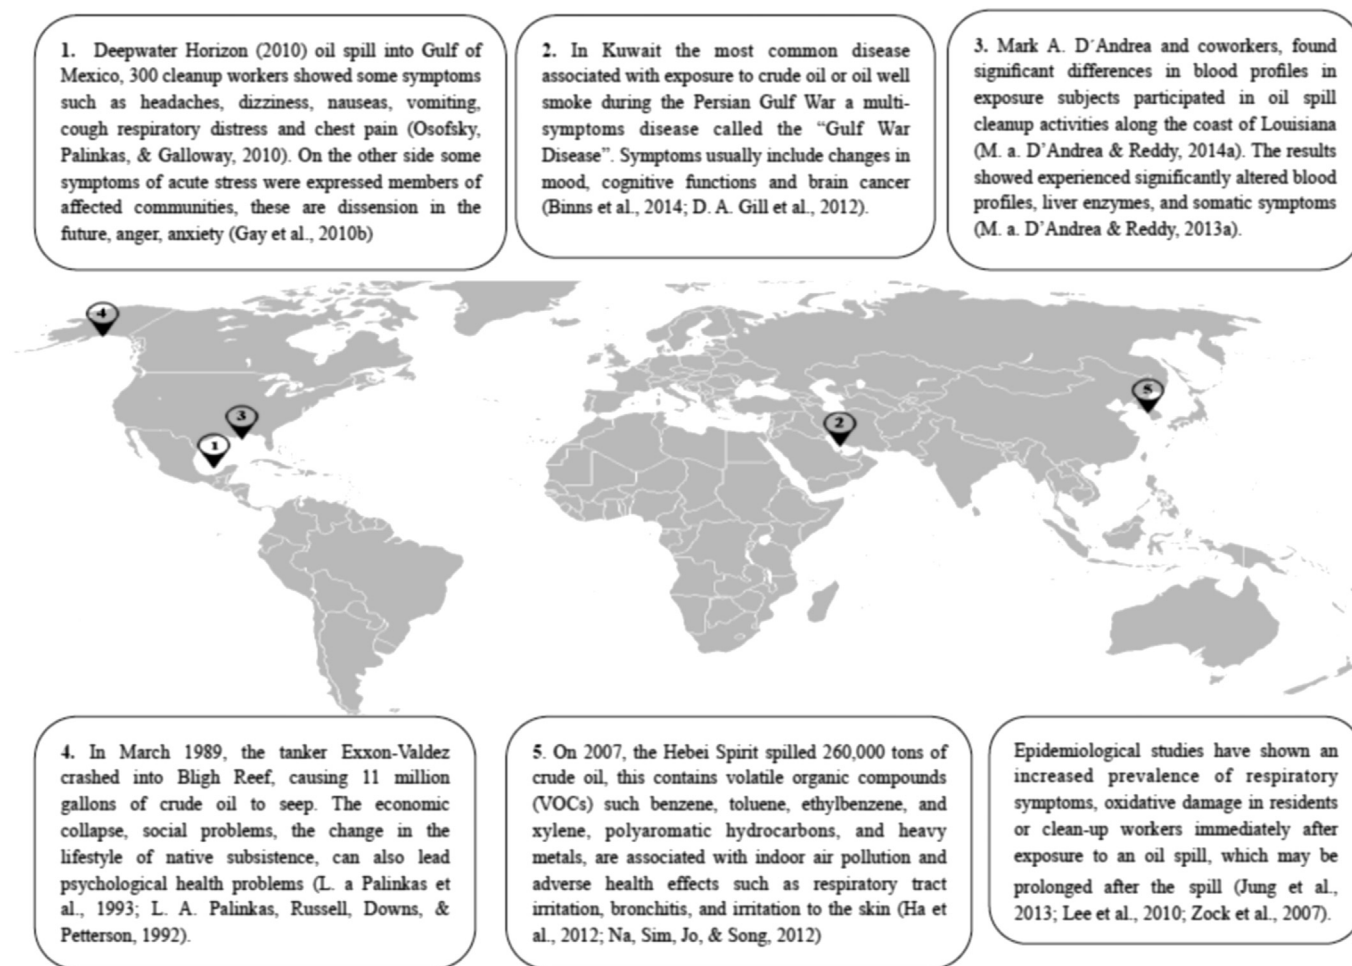 1. Deepwater Horizon (2010) oil spill into Gulf of
Mexico, 300 cleanup workers showed some symptoms
such as headaches, dizziness, nauseas, vomiting,
cough respiratory distress and chest pain (Osofsky,
Palinkas, & Galloway, 2010). On the other side some
symptoms of acute stress were expressed members of
affected communities, these are dissension in the
future, anger, anxiety (Gay et al., 2010b)
2. In Kuwait the most common disease
associated with exposure to crude oil or oil well
smoke during the Persian Gulf War a multi-
symptoms disease called the “Gulf War
Disease”. Symptoms usually include changes in
mood, cognitive functions and brain cancer
(Binns et al., 2014; D. A. Gill et al., 2012).
3. Mark A. D´Andrea and coworkers, found
significant differences in blood profiles in
exposure subjects participated in oil spill
cleanup activities along the coast of Louisiana
(M. a. D’Andrea & Reddy, 2014a). The results
showed experienced significantly altered blood
profiles, liver enzymes, and somatic symptoms
(M. a. D’Andrea & Reddy, 2013a).
4
3
1
2
5
4. In March 1989, the tanker Exxon-Valdez
crashed into Bligh Reef, causing 11 million
gallons of crude oil to seep. The economic
collapse, social problems, the change in the
lifestyle of native subsistence, can also lead
psychological health problems (L. a Palinkas et
al., 1993; L. A. Palinkas, Russell, Downs, &
Petterson, 1992).
5. On 2007, the Hebei Spirit spilled 260,000 tons of
crude oil, this contains volatile organic compounds
(VOCs) such benzene, toluene, ethylbenzene, and
xylene, polyaromatic hydrocarbons, and heavy
metals, are associated with indoor air pollution and
adverse health effects such as respiratory tract
irritation, bronchitis, and irritation to the skin (Ha et
al., 2012; Na, Sim, Jo, & Song, 2012)
Epidemiological studies have shown an
increased prevalence of respiratory
symptoms, oxidative damage in residents
or clean-up workers immediately after
exposure to an oil spill, which may be
prolonged after the spill (Jung et al.,
2013; Lee et al., 2010; Zock et al., 2007).